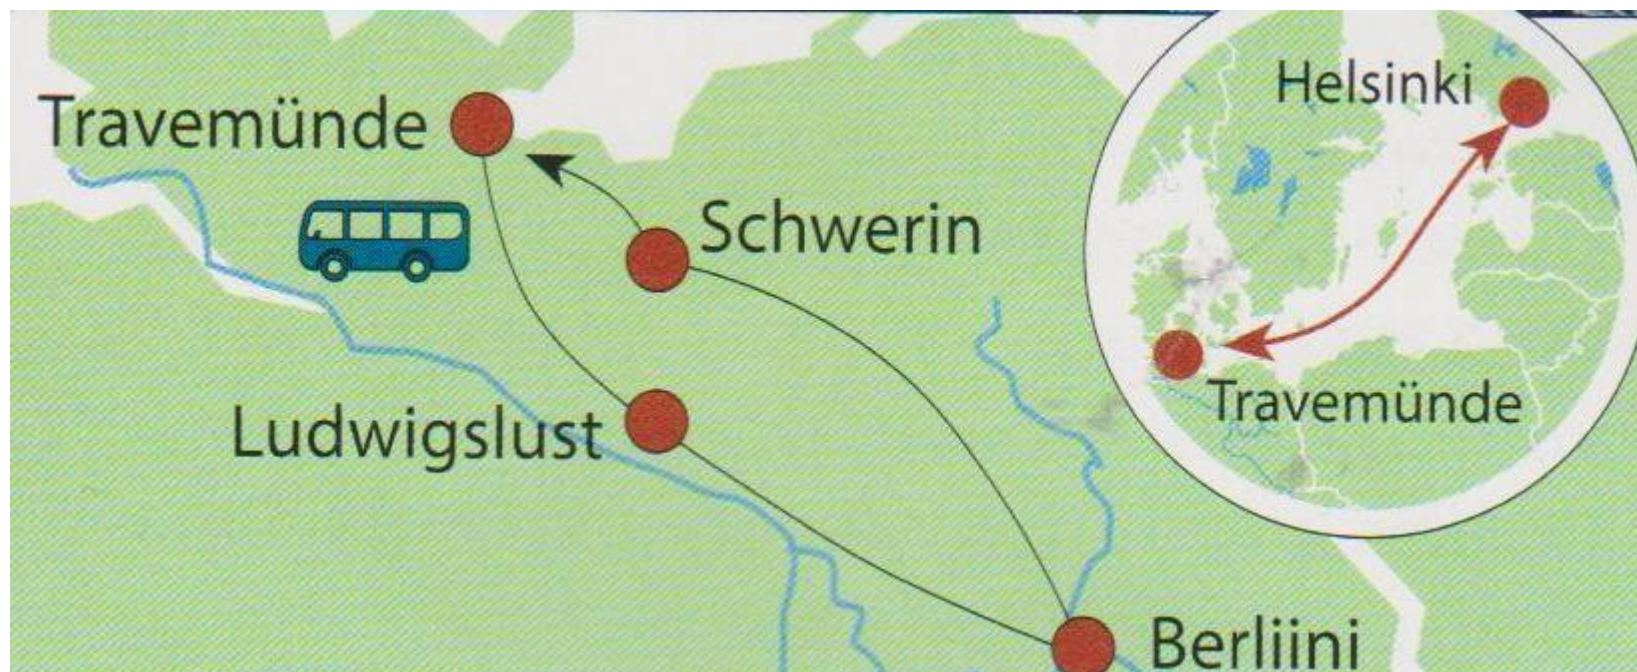 Helsinki
Travemünde
Schwerin
Travemünde
Ludwigslust
Berliini